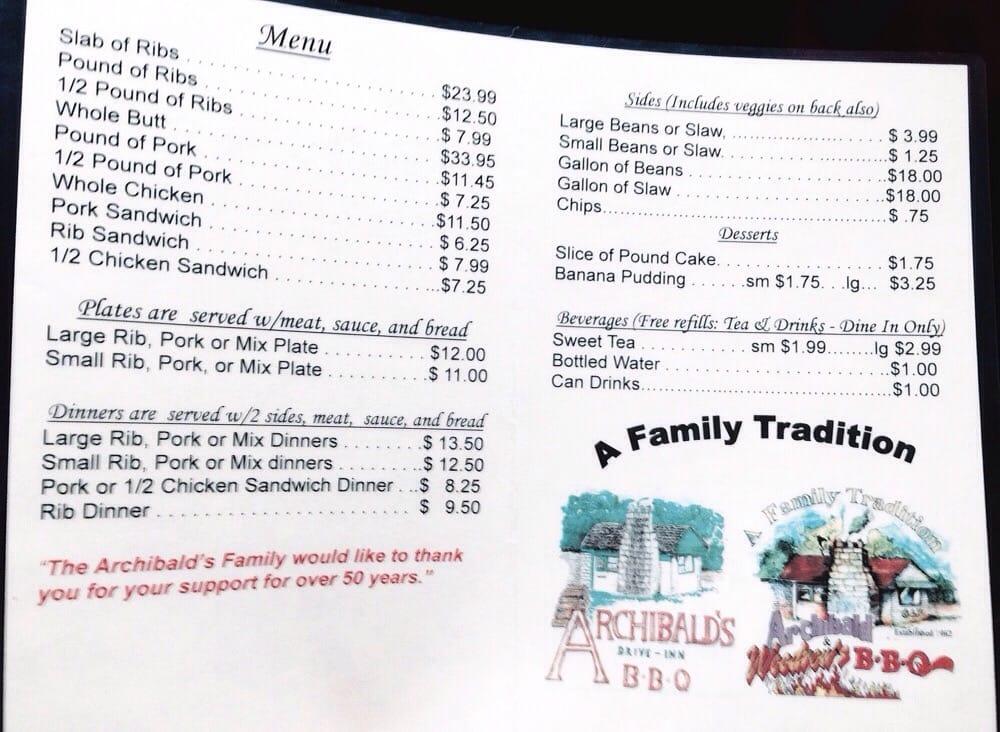 Menu
Slab of Ribs . . . . . . . . . . . . . . . . . . . . . . $23.99
Pound of Ribs . . . . . . . . . . . . . . . . . . . . $12.50
1/2 Pound of Ribs . . . . . . . . . . . . . . . . . $ 7.99
Whole Butt . . . . . . . . . . . . . . . . . . . . . . . $33.95
Pound of Pork . . . . . . . . . . . . . . . . . . . . $11.45
1/2 Pound of Pork . . . . . . . . . . . . . . . . . $ 7.25
Whole Chicken . . . . . . . . . . . . . . . . . . . $11.50
Pork Sandwich . . . . . . . . . . . . . . . . . . . $ 6.25
Rib Sandwich . . . . . . . . . . . . . . . . . . . . $ 7.99
1/2 Chicken Sandwich . . . . . . . . . . . . . $7.25
Plates are served w/meat, sauce, and bread
Large Rib, Pork or Mix Plate . . . . . . . . . $12.00
Small Rib, Pork, or Mix Plate . . . . . . . . . $ 11.00
Dinners are served w/2 sides, meat, sauce, and bread
Large Rib, Pork or Mix Dinners . . . . . . . $ 13.50
Small Rib, Pork or Mix dinners . . . . . . . .. $ 12.50
Pork or 1/2 Chicken Sandwich Dinner . . .$ 8.25
Rib Dinner . . . . . . . . . . . . . . . . . . . . . . . $ 9.50
"The Archibald's Family would like to thank
you for your support for over 50 years."
Sides (Includes veggies on back also)
Large Beans or Slaw, ........................... $ 3.99
Small Beans or Slaw. . . . . . . . . . . . . . . . $ 1.25
Gallon of Beans . . . . . . . . . . . . . . . . . . ..$18.00
Gallon of Slaw . . . . . . . . . . . . . . . . . . . ..$18.00
Chips.................................................. $ .75
Desserts
Slice of Pound Cake. . . . . . . . . . . . . . . . $1.75
Banana Pudding . . . . . .sm $1.75. . .lg... $3.25
Beverages (Free refills: Tea & Drinks - Dine In Only)
Sweet Tea . . . . . . . . . . . sm $1.99........lg $2.99
Bottled Water . . . . . . . . . . . . . . . . . . . . ..$1.00
Can Drinks............................................$1.00
A Family Tradition
ARCHIBALD'S
DRIVE-INN
B·B·Q
A Family Tradition
Established 1962
Archibald
&
Woodrow's B·B·Q